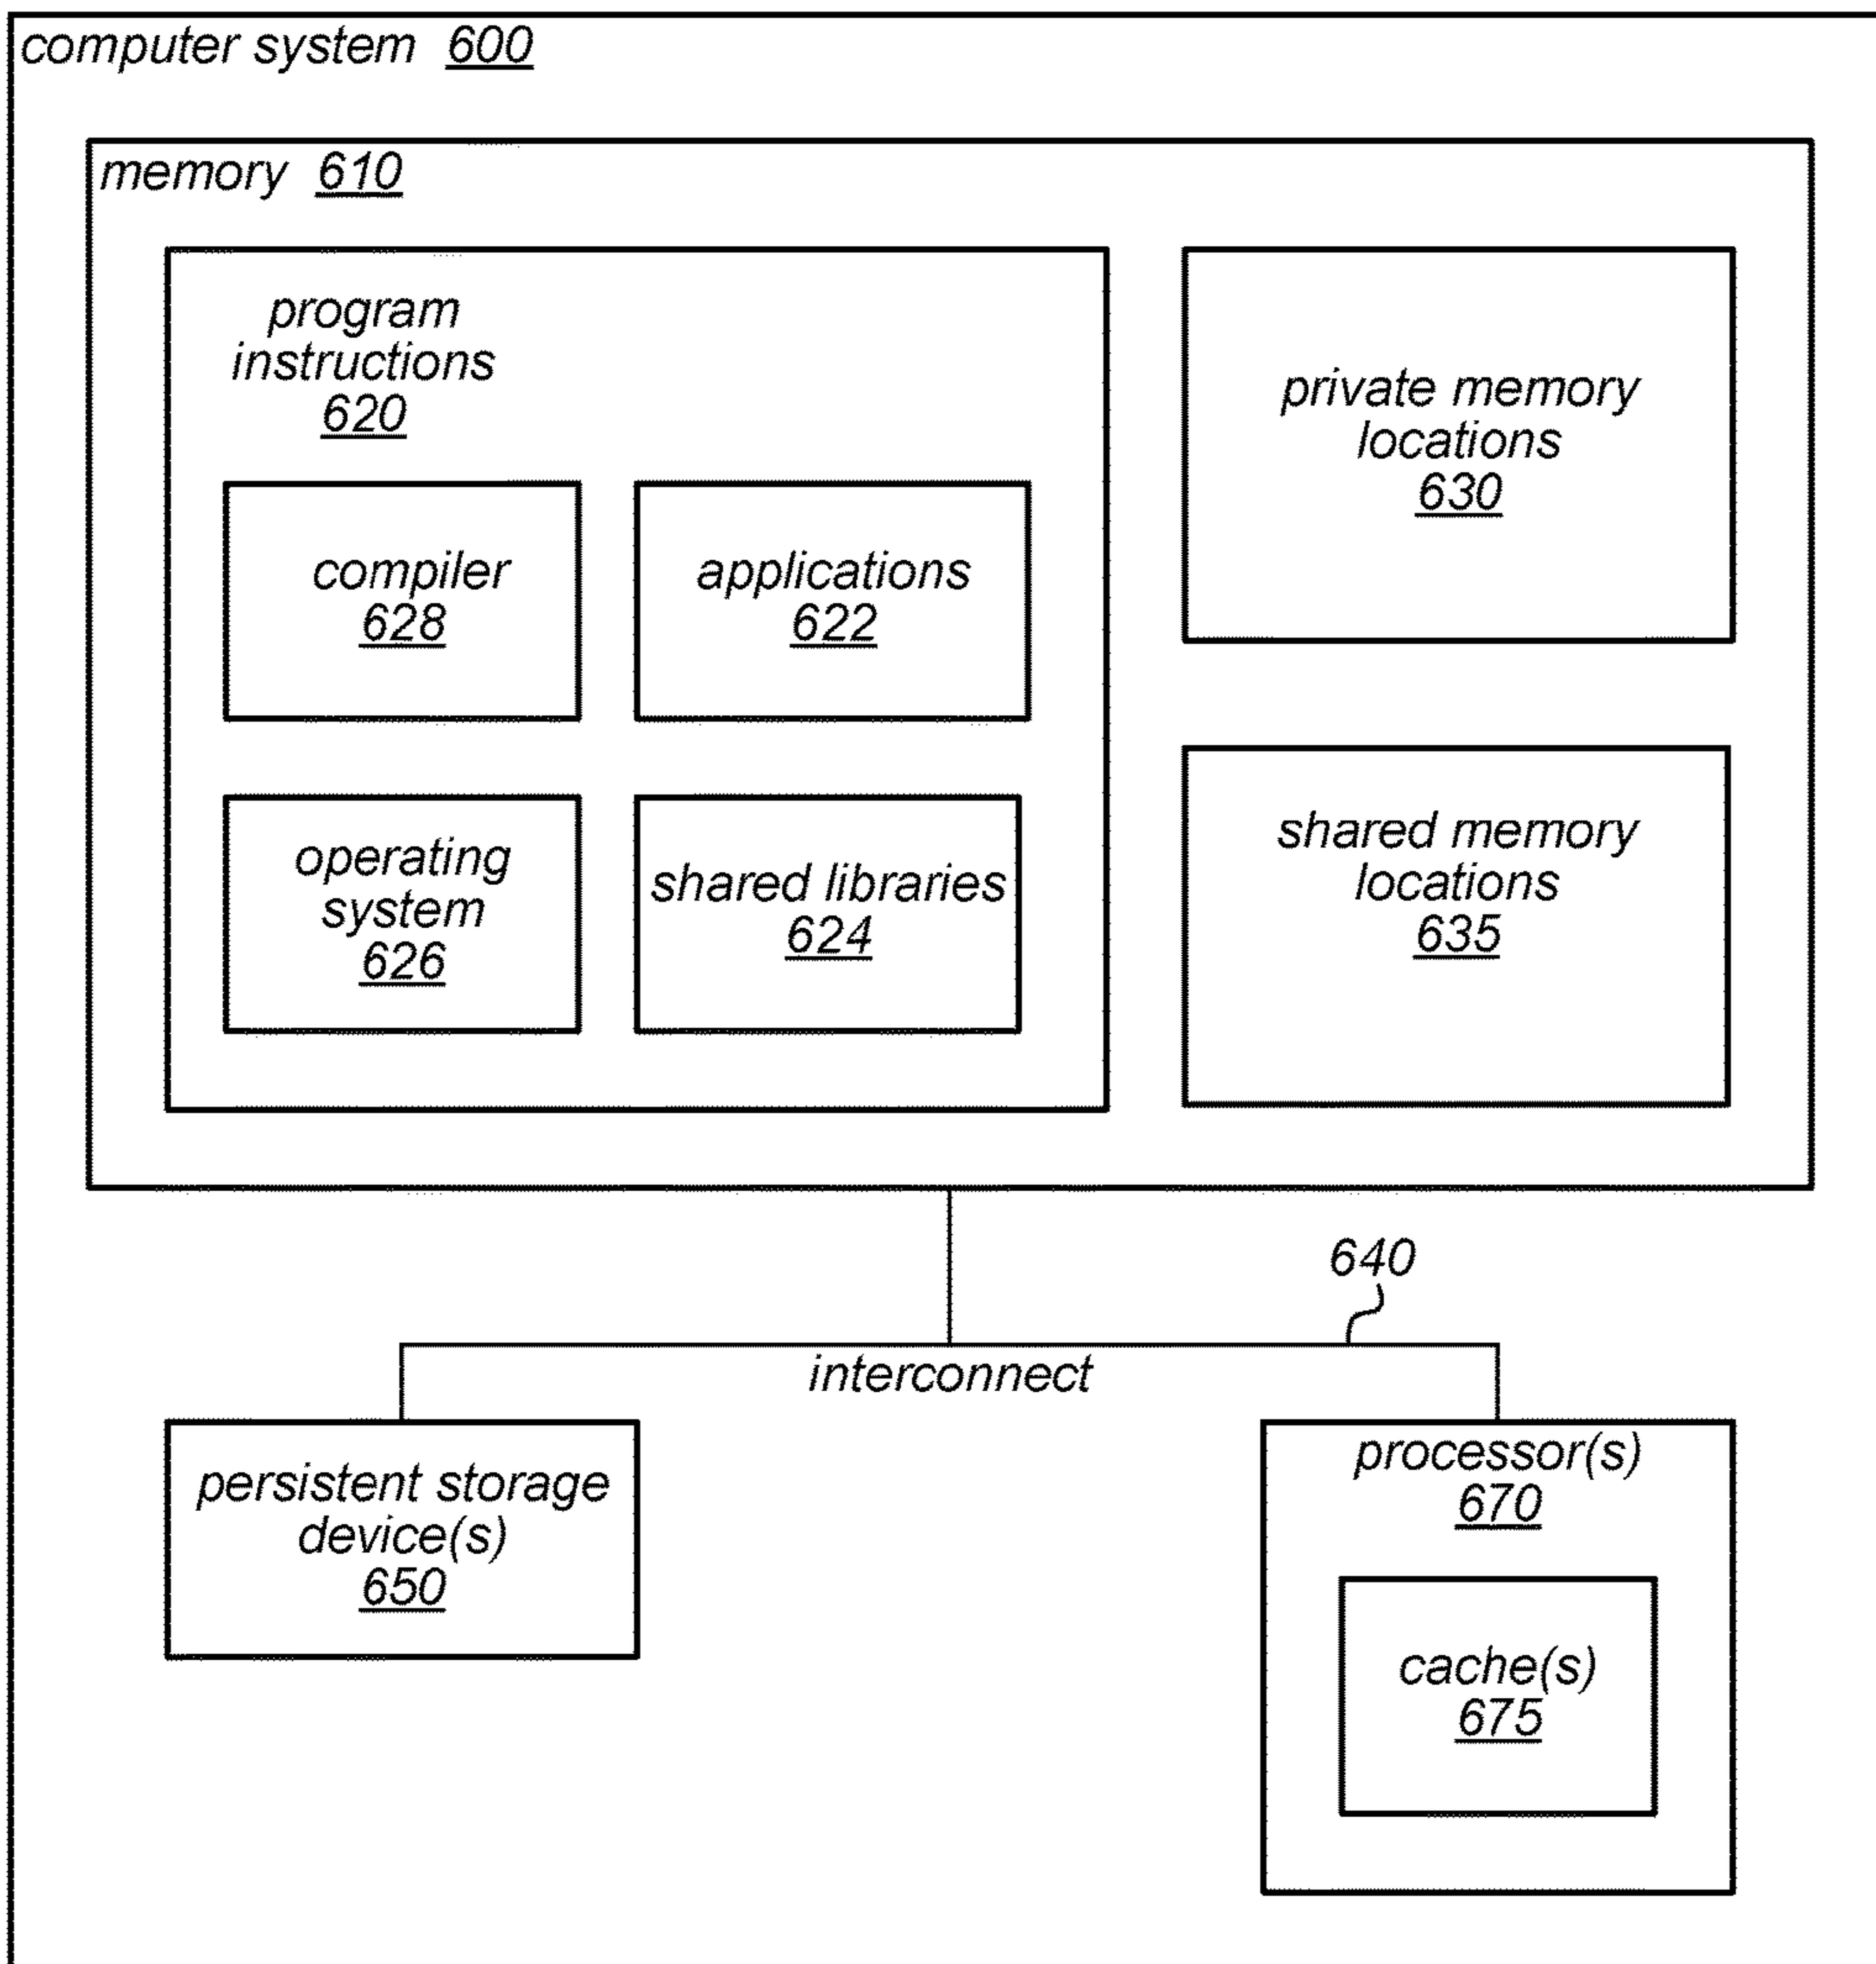 computer system 600
memory 610
program
instructions
620
private memory
locations
630
compiler
628
applications
622
operating
system
626
shared libraries
624
shared memory
locations
635
640
interconnect
persistent storage
device(s)
650
processor(s)
670
cache(s)
675